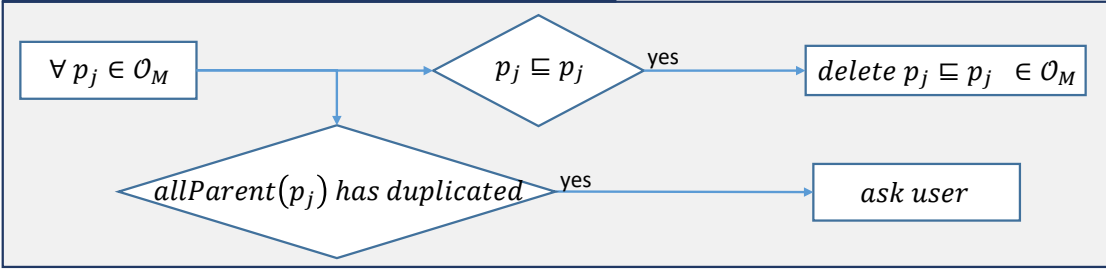 ∀ p_j ∈ 𝒪_M
p_j ⊑ p_j
yes
delete p_j ⊑ p_j ∈ 𝒪_M
allParent(p_j) has duplicated
yes
ask user